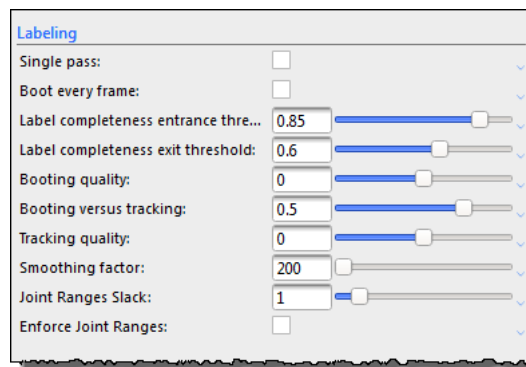 Labeling
Single pass:
Boot every frame:
Label completeness entrance thre... 0.85
Label completeness exit threshold: 0.6
Booting quality: 0
Booting versus tracking: 0.5
Tracking quality: 0
Smoothing factor: 200
Joint Ranges Slack: 1
Enforce Joint Ranges: